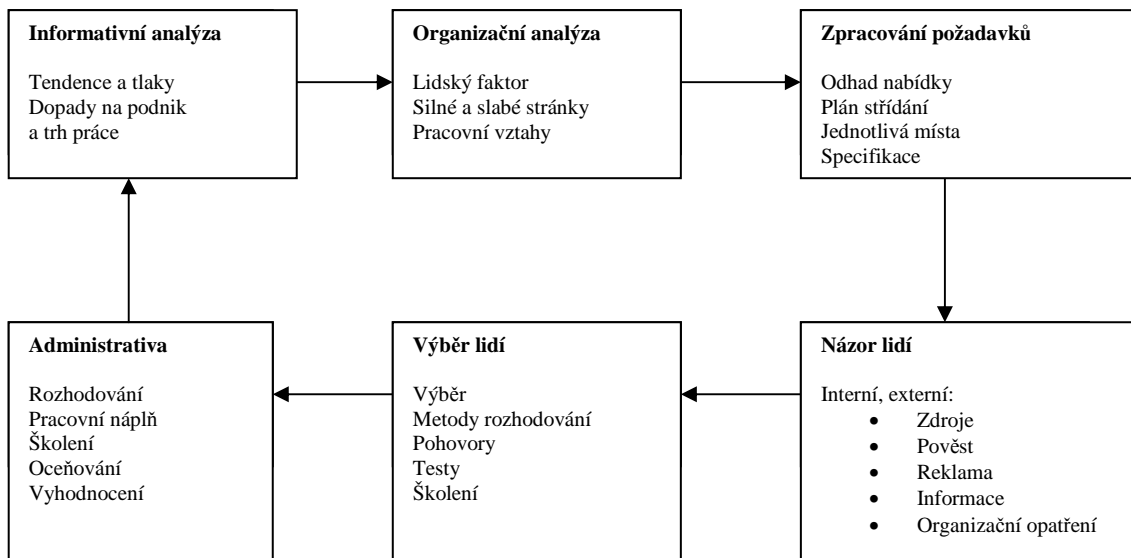 Informativní analýza
Tendence a tlaky
Dopady na podnik
a trh práce
Organizační analýza
Lidský faktor
Silné a slabé stránky
Pracovní vztahy
Zpracování požadavků
Odhad nabídky
Plán střídání
Jednotlivá místa
Specifikace
Názor lidí
Interní, externí:
• Zdroje
• Pověst
• Reklama
• Informace
• Organizační opatření
Výběr lidí
Výběr
Metody rozhodování
Pohovory
Testy
Školení
Administrativa
Rozhodování
Pracovní náplň
Školení
Oceňování
Vyhodnocení